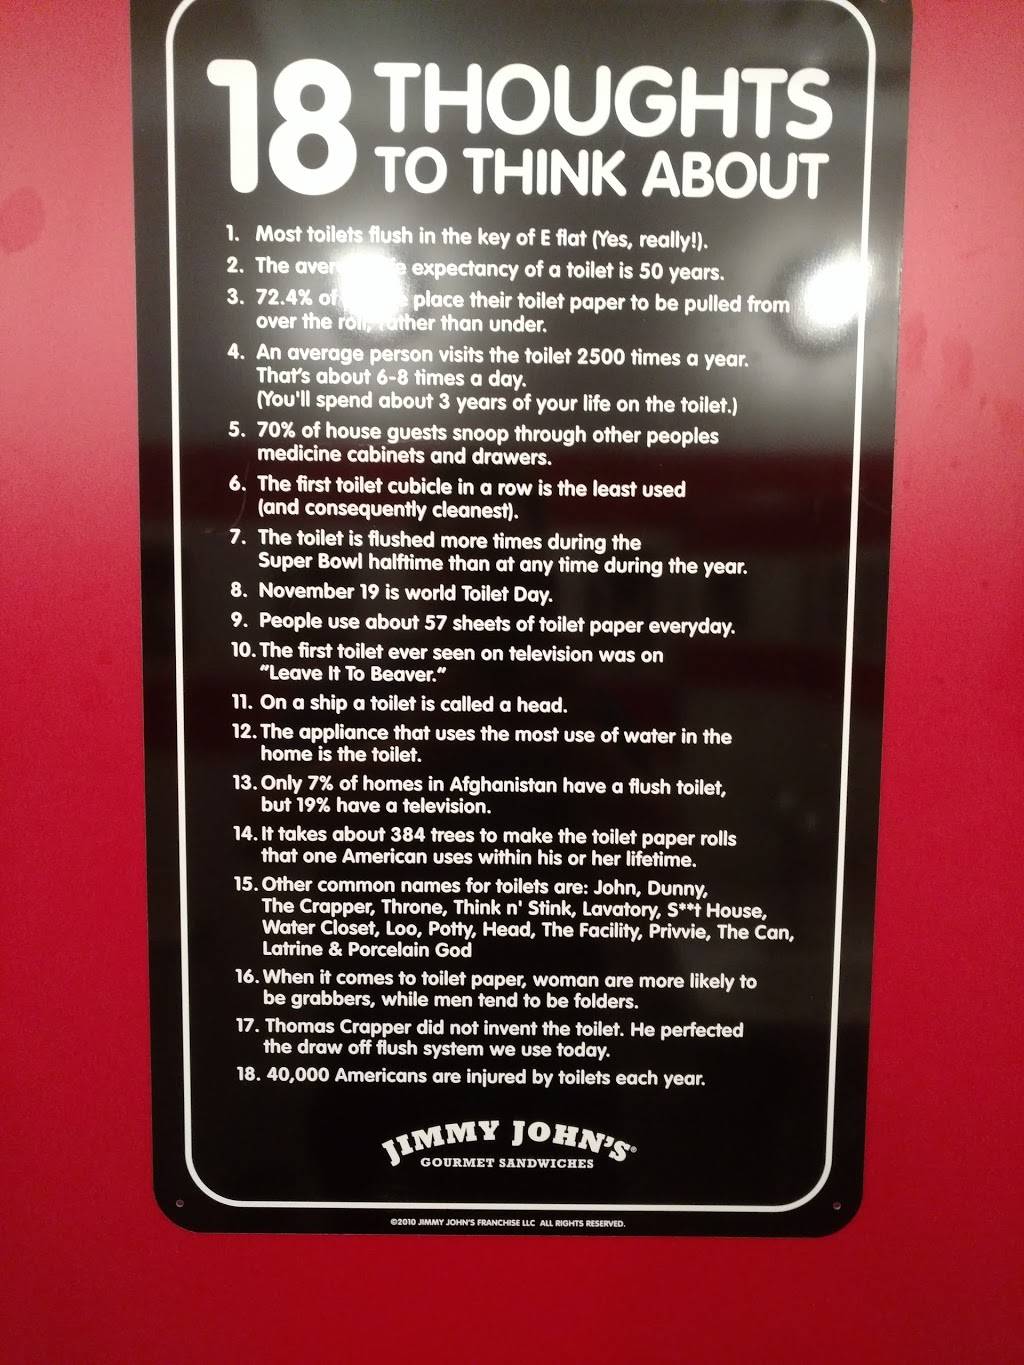 18 THOUGHTS
TO THINK ABOUT
1. Most toilets flush in the key of E flat (Yes, really!).
2. The expectancy of a toilet is 50 years.
3. 72.4% of place their toilet paper to be pulled from
over the roll, rather than under.
4. An average person visits the toilet 2500 times a year.
That's about 6-8 times a day.
(You'll spend about 3 years of your life on the toilet.)
5. 70% of house guests snoop through other peoples
medicine cabinets and drawers.
6. The first toilet cubicle in a row is the least used
(and consequently cleanest).
7. The toilet is flushed more times during the
Super Bowl halftime than at any time during the year.
8. November 19 is world Toilet Day.
9. People use about 57 sheets of toilet paper everyday.
10. The first toilet ever seen on television was on
"Leave It To Beaver."
11. On a ship a toilet is called a head.
12. The appliance that uses the most use of water in the
home is the toilet.
13. Only 7% of homes in Afghanistan have a flush toilet,
but 19% have a television.
14. It takes about 384 trees to make the toilet paper rolls
that one American uses within his or her lifetime.
15. Other common names for toilets are: John, Dunny,
The Crapper, Throne, Think n' Stink, Lavatory, S**t House,
Water Closet, Loo, Potty, Head, The Facility, Privvie, The Can,
Latrine & Porcelain God
16. When it comes to toilet paper, woman are more likely to
be grabbers, while men tend to be folders.
17. Thomas Crapper did not invent the toilet. He perfected
the draw off flush system we use today.
18. 40,000 Americans are injured by toilets each year.
JIMMY JOHN'S®
GOURMET SANDWICHES
©2010 JIMMY JOHN'S FRANCHISE LLC ALL RIGHTS RESERVED.